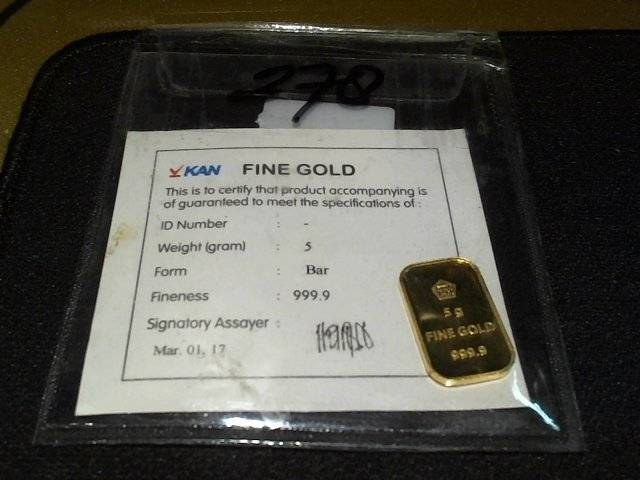 278
KAN FINE GOLD
This is to certify that product accompanying is
of guaranteed to meet the specifications of :
ID Number : -
Weight (gram) : 5
Form : Bar
Fineness : 999.9
Signatory Assayer :
Mar. 01, 17
5 g
FINE GOLD
999.9